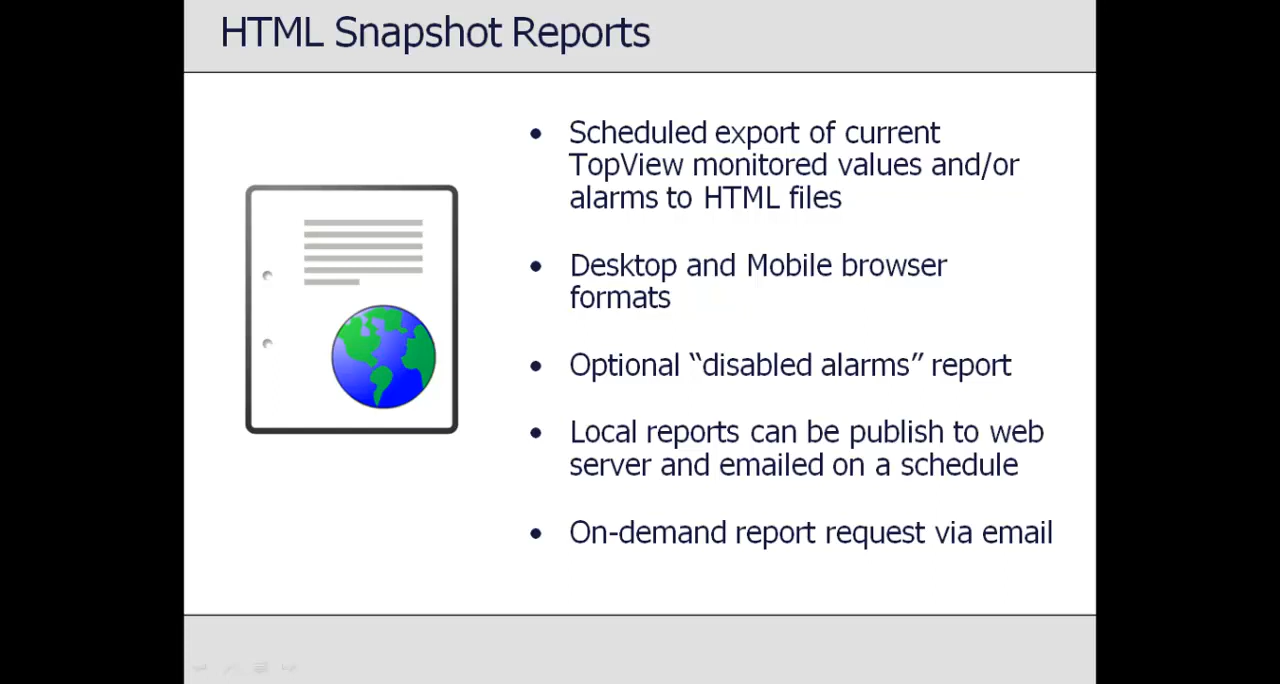 HTML Snapshot Reports
• Scheduled export of current
TopView monitored values and/or
alarms to HTML files
• Desktop and Mobile browser
formats
• Optional “disabled alarms” report
• Local reports can be publish to web
server and emailed on a schedule
• On-demand report request via email